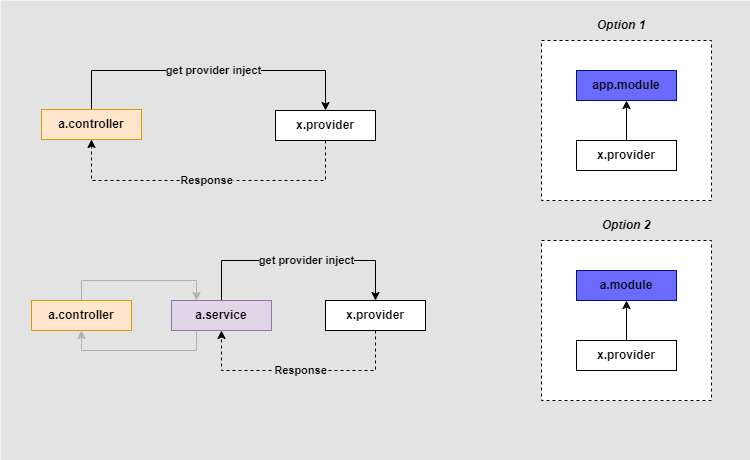 Option 1
get provider inject
app.module
a.controller
x.provider
x.provider
Response
Option 2
get provider inject
a.module
a.controller
a.service
x.provider
x.provider
Response